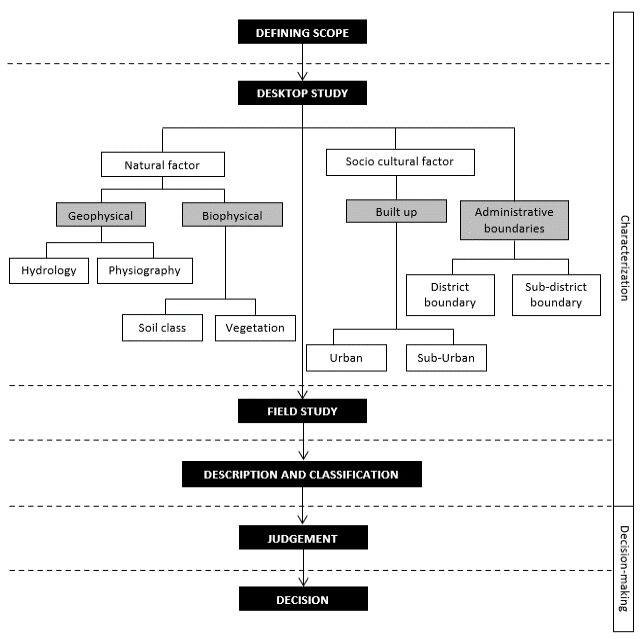 DEFINING SCOPE
DESKTOP STUDY
Natural factor
Socio cultural factor
Geophysical
Biophysical
Built up
Administrative
boundaries
Hydrology
Physiography
District
boundary
Sub-district
boundary
Soil class
Vegetation
Urban
Sub-Urban
FIELD STUDY
DESCRIPTION AND CLASSIFICATION
JUDGEMENT
DECISION
Characterization
Decision-making